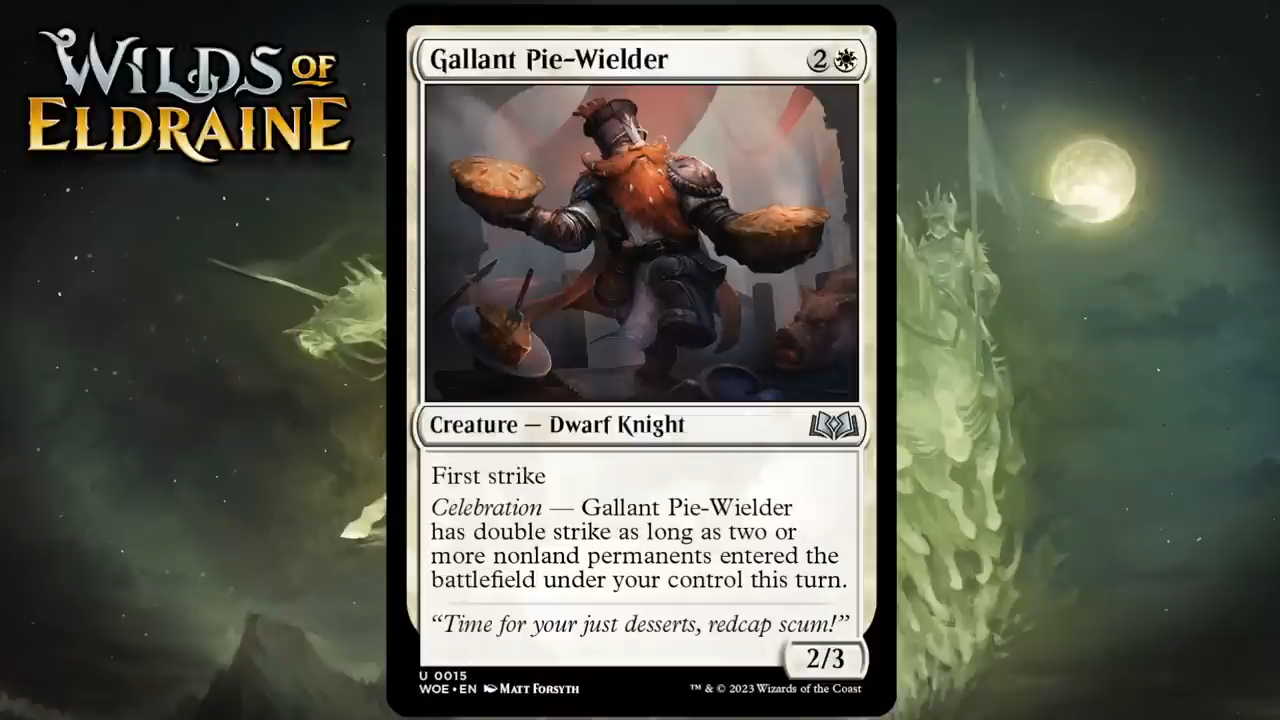 WILDS OF
ELDRAINE
Gallant Pie-Wielder 2
Creature — Dwarf Knight
First strike
Celebration — Gallant Pie-Wielder
has double strike as long as two or
more nonland permanents entered the
battlefield under your control this turn.
“Time for your just desserts, redcap scum!”
2/3
U 0015
WOE • EN MATT FORSYTH
™ & © 2023 Wizards of the Coast